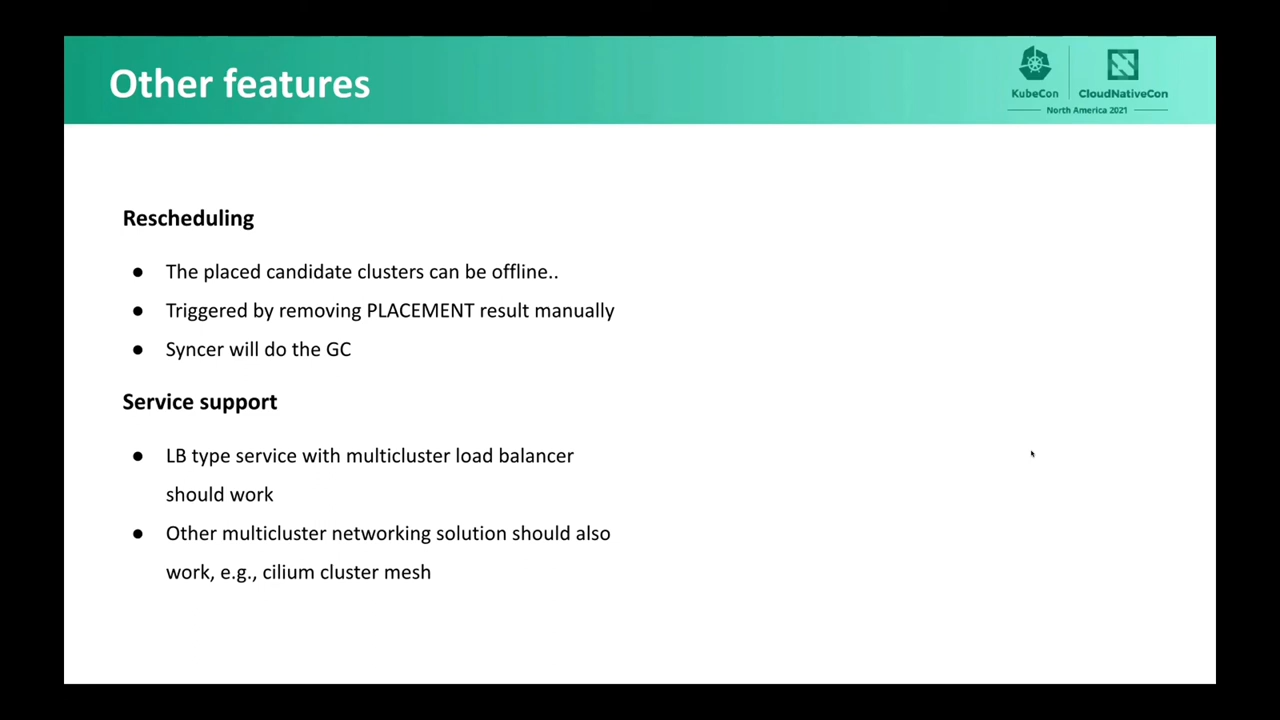 Other features
KubeCon
CloudNativeCon
North America 2021
Rescheduling
● The placed candidate clusters can be offline..
● Triggered by removing PLACEMENT result manually
● Syncer will do the GC
Service support
● LB type service with multicluster load balancer
should work
● Other multicluster networking solution should also
work, e.g., cilium cluster mesh